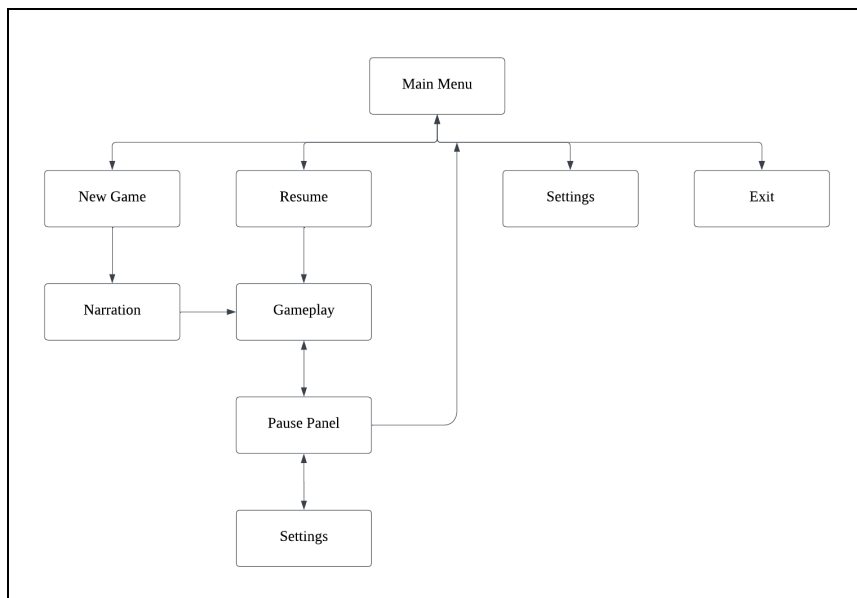 Main Menu
New Game
Resume
Settings
Exit
Narration
Gameplay
Pause Panel
Settings